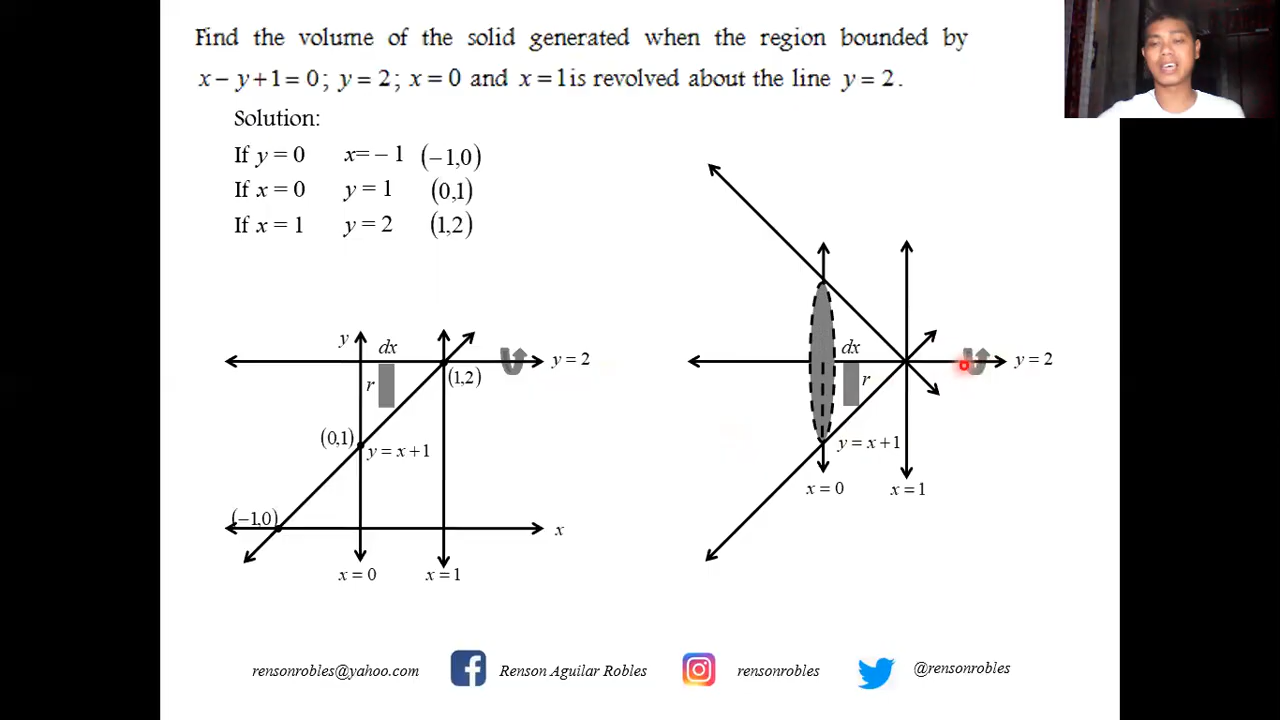 Find the volume of the solid generated when the region bounded by
x − y + 1 = 0 ; y = 2 ; x = 0 and x = 1 is revolved about the line y = 2 .
Solution:
If y = 0 x= − 1 (−1,0)
If x = 0 y = 1 (0,1)
If x = 1 y = 2 (1,2)
y
dx
y = 2
r
(1,2)
(0,1)
y = x + 1
(−1,0)
x
x = 0
x = 1
dx
y = 2
r
y = x + 1
x = 0
x = 1
rensonrobles@yahoo.com Renson Aguilar Robles rensonrobles @rensonrobles